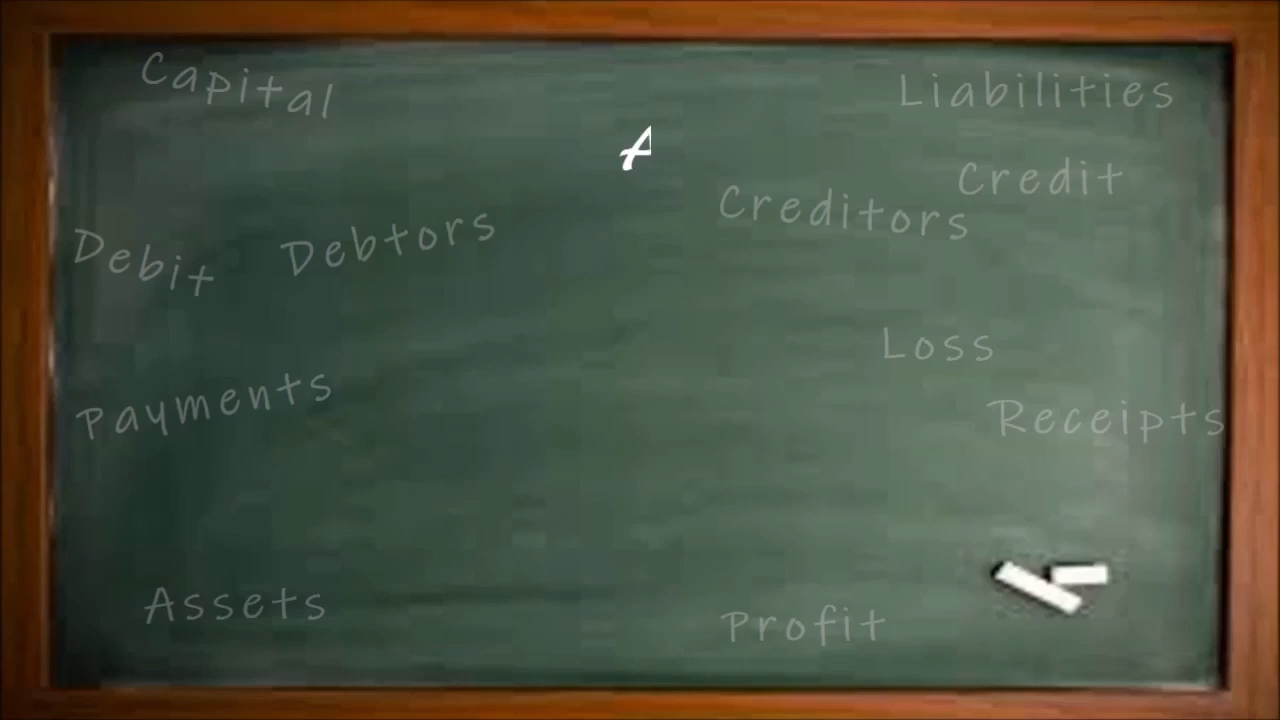 Capital
Liabilities
Credit
Creditors
Debit
Debtors
Loss
Payments
Receipts
Assets
Profit